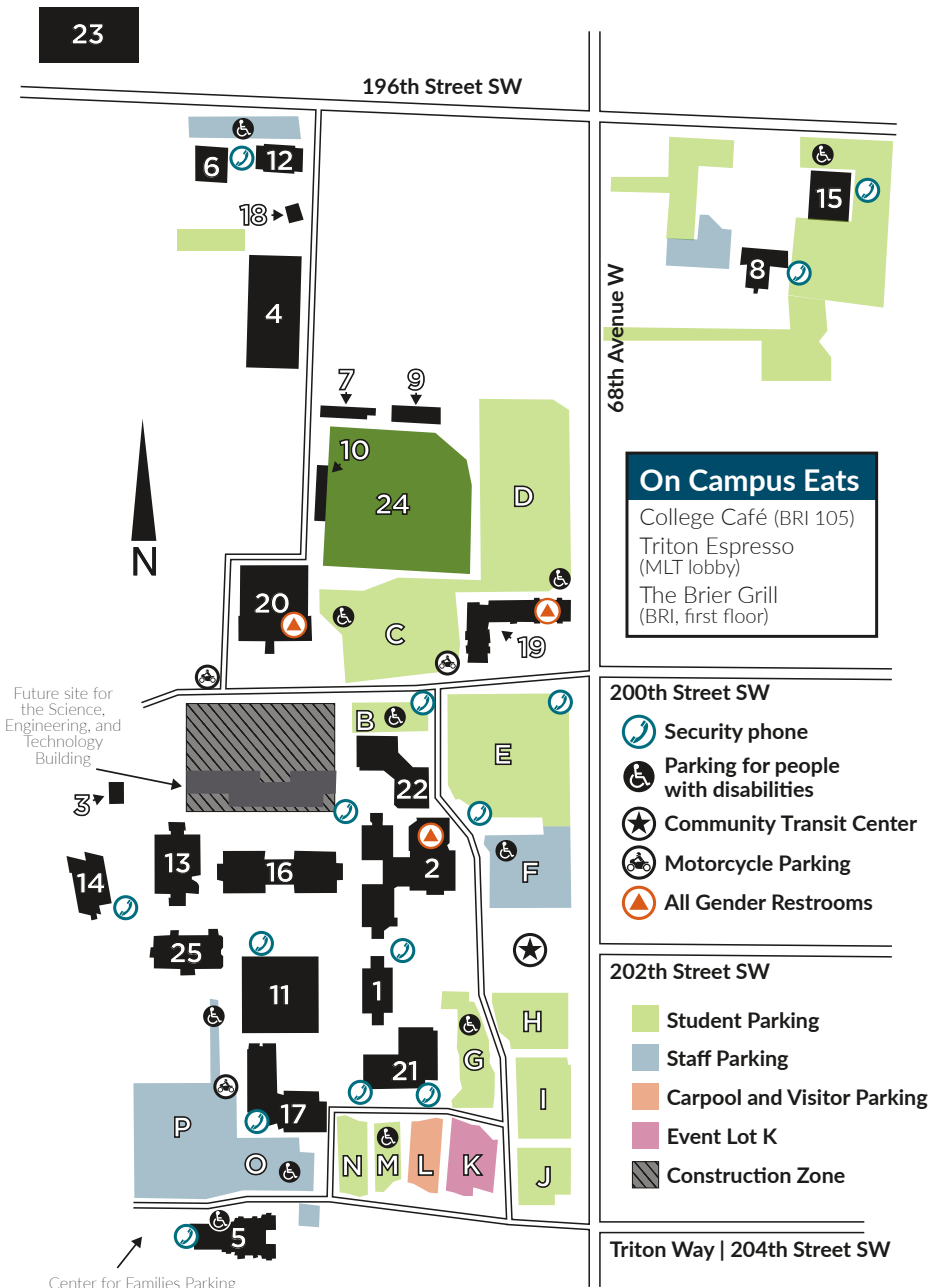 23
196th Street SW
6
12
18
15
8
4
68th Avenue W
7
9
10
24
D
N
On Campus Eats
College Café (BRI 105)
Triton Espresso
(MLT lobby)
The Brier Grill
(BRI, first floor)
20
C
19
Future site for
the Science,
Engineering, and
Technology
Building
3
B
22
E
200th Street SW
Security phone
Parking for people
with disabilities
Community Transit Center
Motorcycle Parking
All Gender Restrooms
14
13
16
2
F
25
11
1
H
202th Street SW
Student Parking
Staff Parking
Carpool and Visitor Parking
Event Lot K
Construction Zone
21
G
I
17
P
O
N
M
L
K
J
5
Triton Way | 204th Street SW
Center for Families Parking